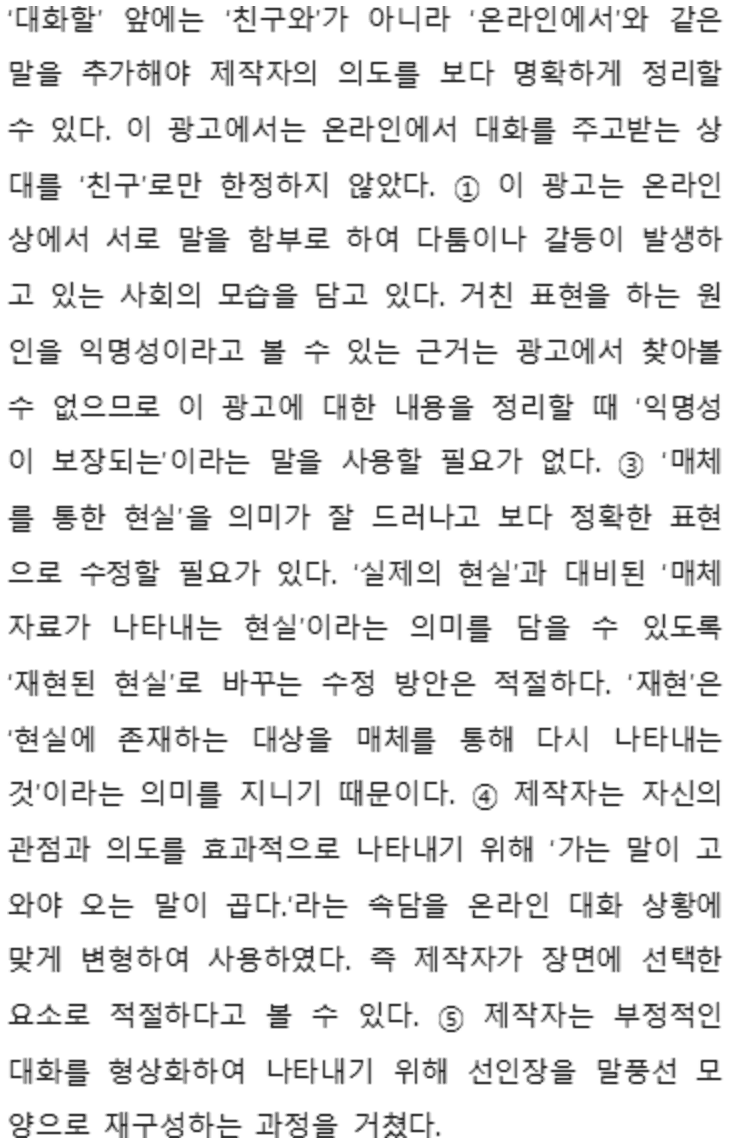 ‘대화할’ 앞에는 ‘친구와’가 아니라 ‘온라인에서’와 같은
말을 추가해야 제작자의 의도를 보다 명확하게 정리할
수 있다. 이 광고에서는 온라인에서 대화를 주고받는 상
대를 ‘친구’로만 한정하지 않았다. ① 이 광고는 온라인
상에서 서로 말을 함부로 하여 다툼이나 갈등이 발생하
고 있는 사회의 모습을 담고 있다. 거친 표현을 하는 원
인을 익명성이라고 볼 수 있는 근거는 광고에서 찾아볼
수 없으므로 이 광고에 대한 내용을 정리할 때 ‘익명성
이 보장되는’이라는 말을 사용할 필요가 없다. ③ ‘매체
를 통한 현실’을 의미가 잘 드러나고 보다 정확한 표현
으로 수정할 필요가 있다. ‘실제의 현실’과 대비된 ‘매체
자료가 나타내는 현실’이라는 의미를 담을 수 있도록
‘재현된 현실’로 바꾸는 수정 방안은 적절하다. ‘재현’은
‘현실에 존재하는 대상을 매체를 통해 다시 나타내는
것’이라는 의미를 지니기 때문이다. ④ 제작자는 자신의
관점과 의도를 효과적으로 나타내기 위해 ‘가는 말이 고
와야 오는 말이 곱다.’라는 속담을 온라인 대화 상황에
맞게 변형하여 사용하였다. 즉 제작자가 장면에 선택한
요소로 적절하다고 볼 수 있다. ⑤ 제작자는 부정적인
대화를 형상화하여 나타내기 위해 선인장을 말풍선 모
양으로 재구성하는 과정을 거쳤다.